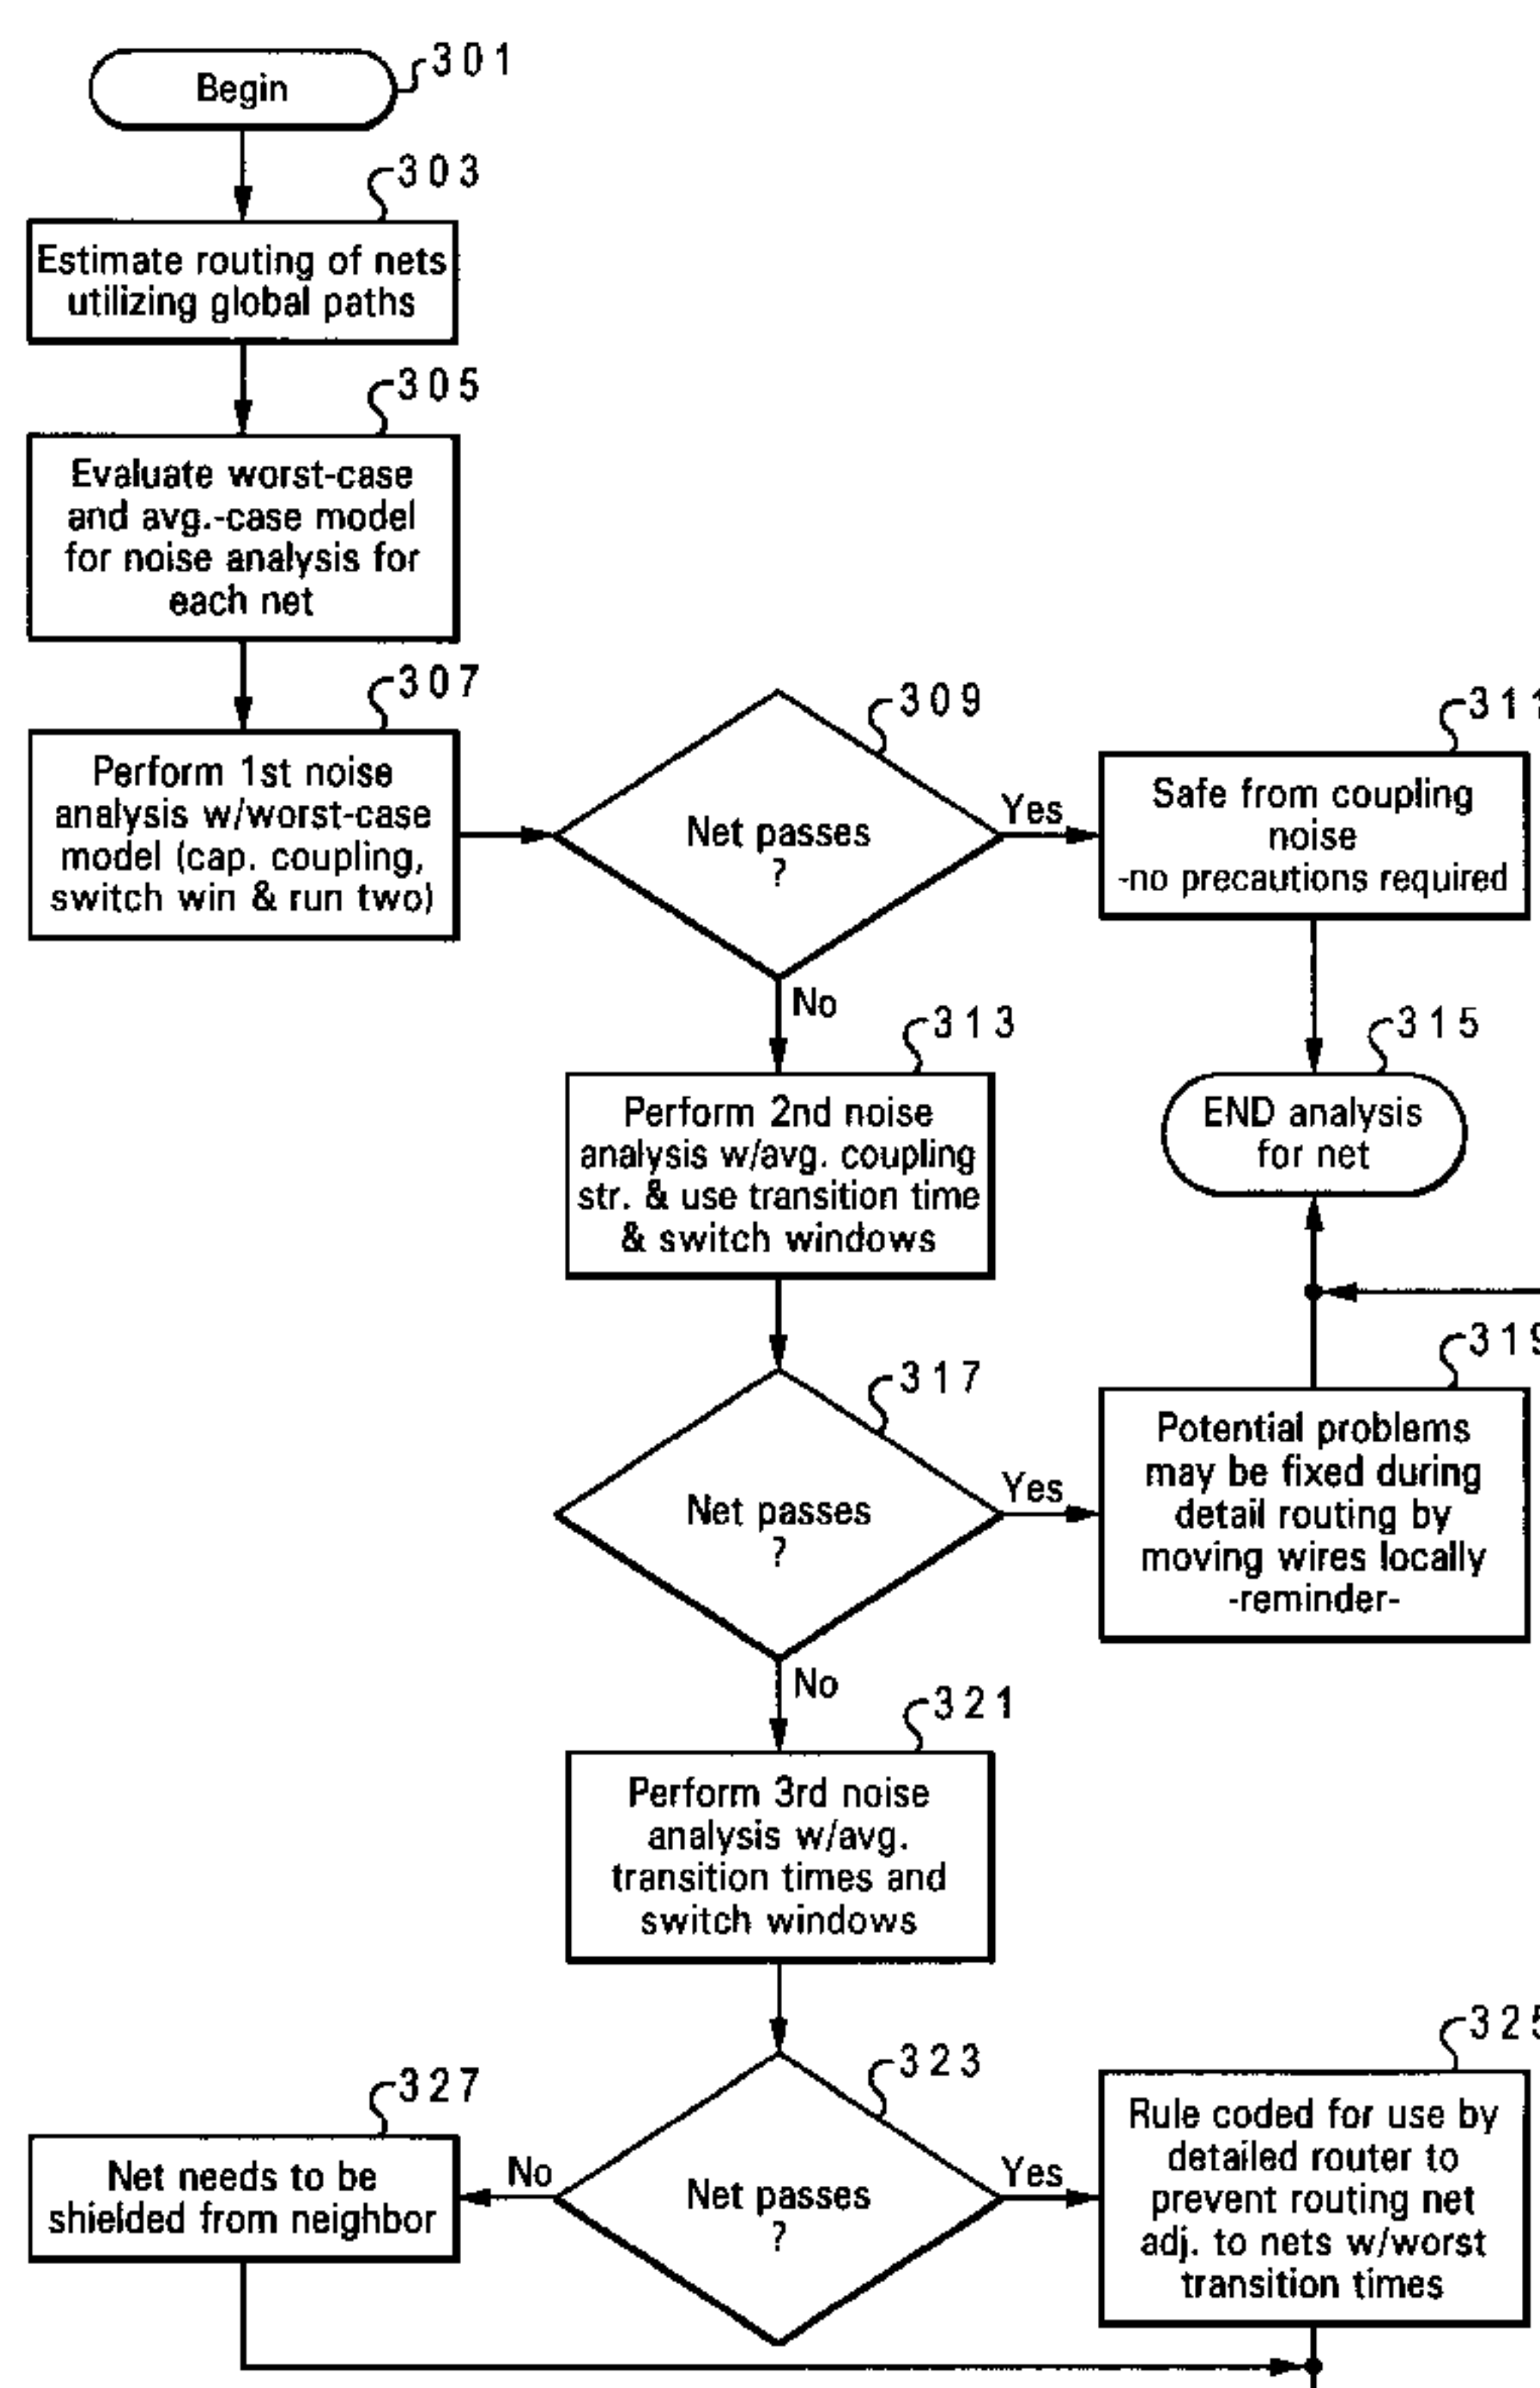 Begin
301
303
Estimate routing of nets
utilizing global paths
305
Evaluate worst-case
and avg.-case model
for noise analysis for
each net
307
Perform 1st noise
analysis w/worst-case
model (cap. coupling,
switch win & run two)
309
Net passes
?
Yes
No
311
Safe from coupling
noise
-no precautions required
313
Perform 2nd noise
analysis w/avg. coupling
str. & use transition time
& switch windows
315
END analysis
for net
317
Net passes
?
Yes
No
319
Potential problems
may be fixed during
detail routing by
moving wires locally
-reminder-
321
Perform 3rd noise
analysis w/avg.
transition times and
switch windows
323
Net passes
?
No
Yes
325
Rule coded for use by
detailed router to
prevent routing net
adj. to nets w/worst
transition times
327
Net needs to be
shielded from neighbor